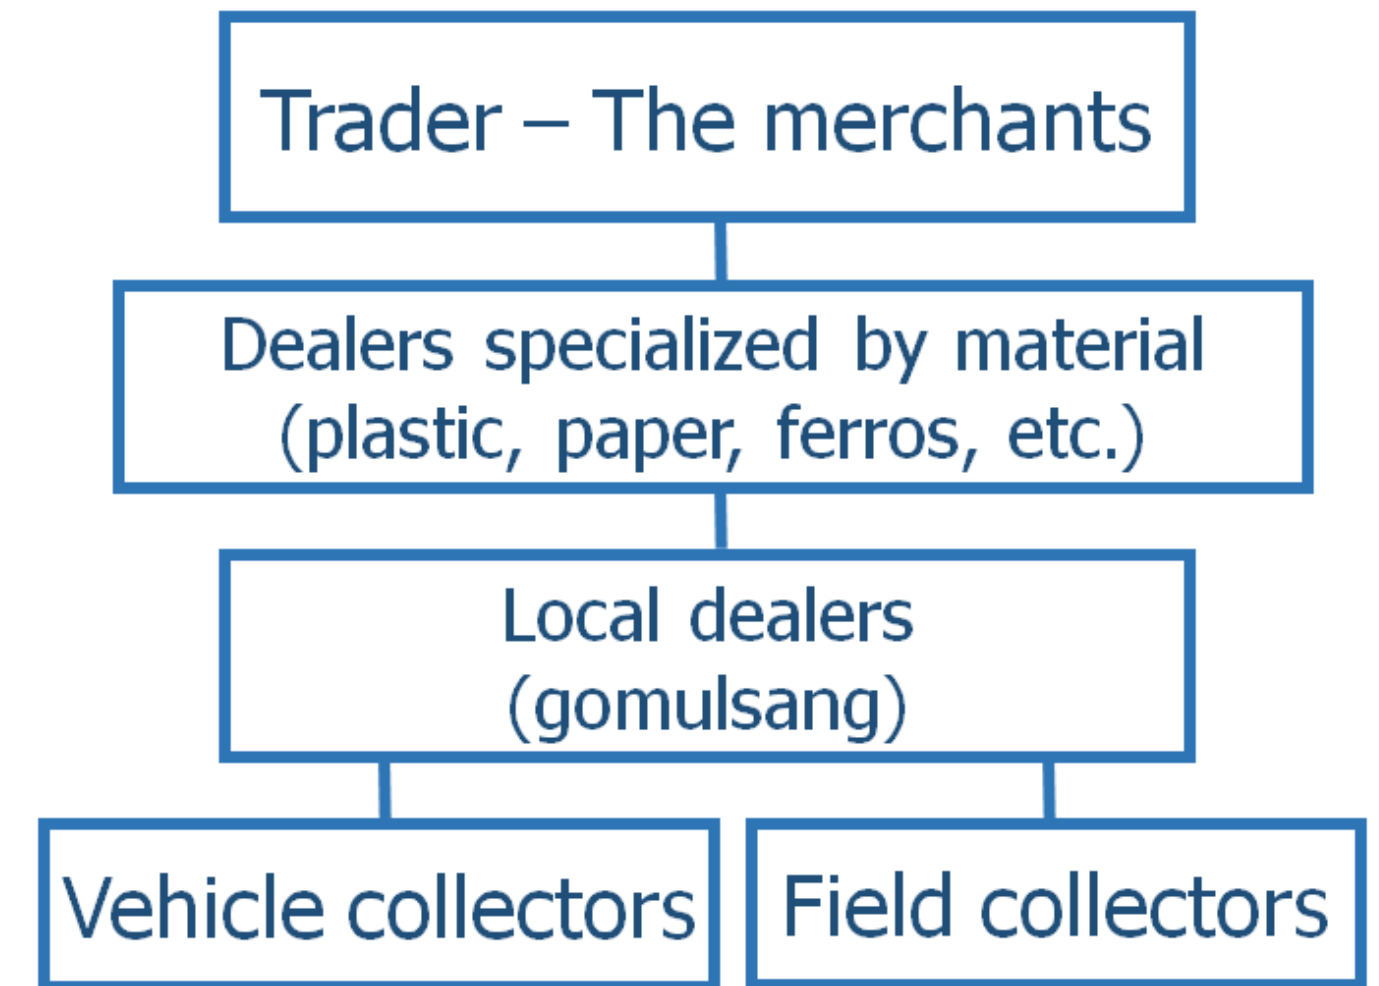 Trader – The merchants
Dealers specialized by material
(plastic, paper, ferros, etc.)
Local dealers
(gomulsang)
Vehicle collectors
Field collectors